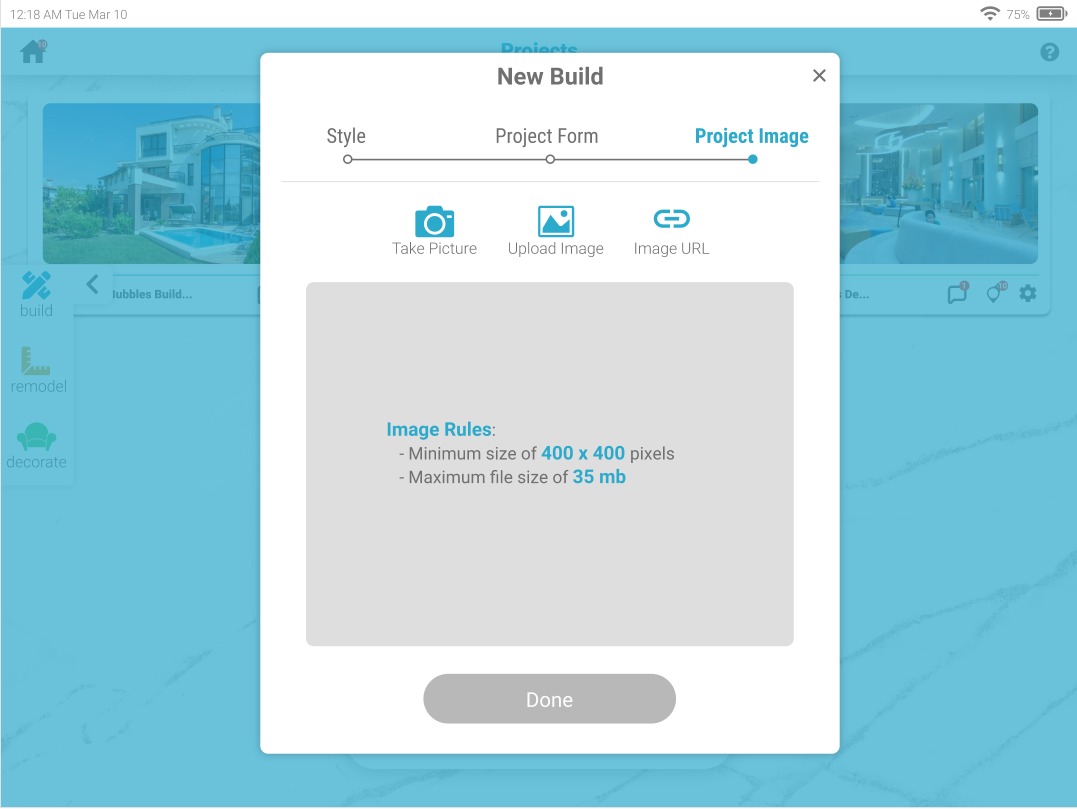 12:18 AM Tue Mar 10
75%
10
Projects
New Build
Style
Project Form
Project Image
Take Picture
Upload Image
Image URL
Build...
De...
1
10
build
remodel
decorate
Image Rules:
- Minimum size of 400 x 400 pixels
- Maximum file size of 35 mb
Done